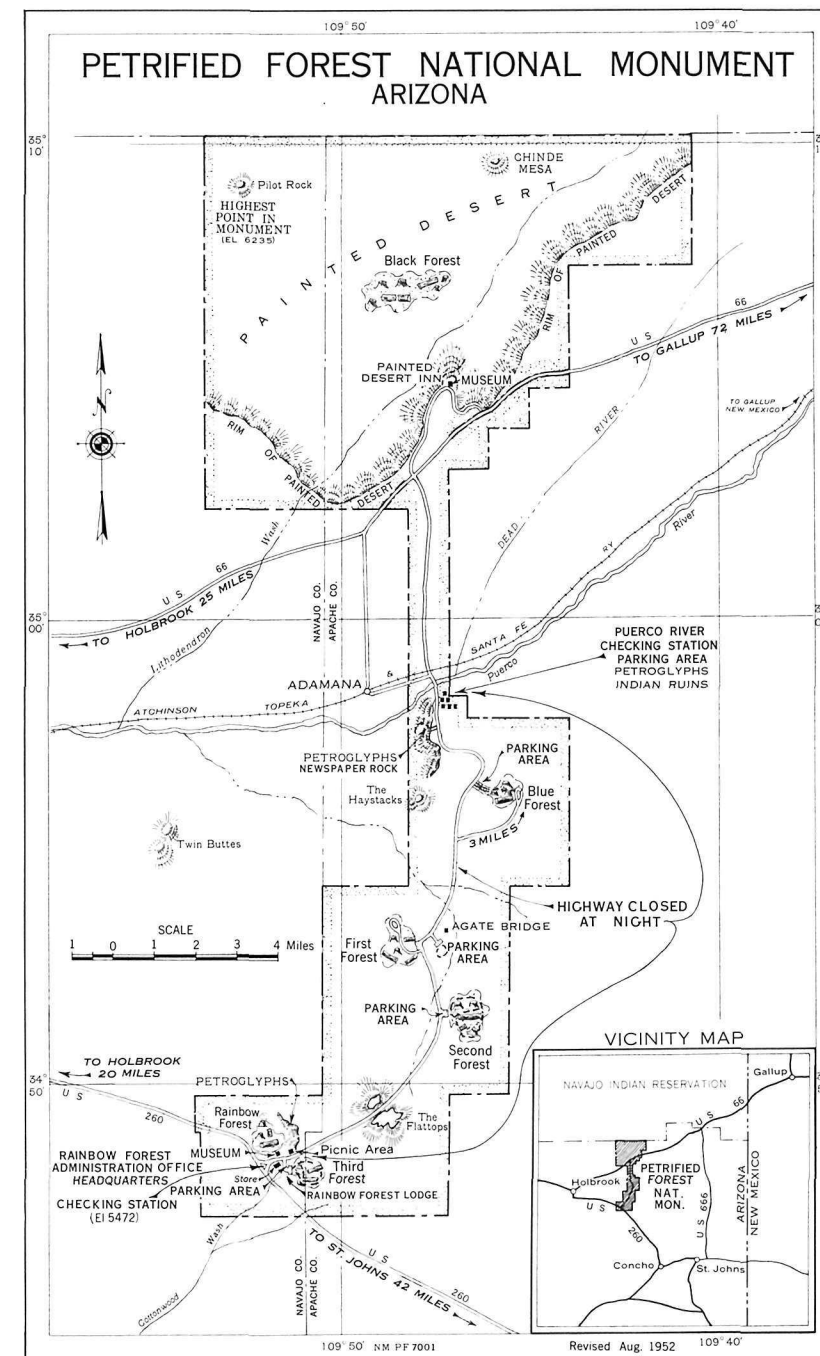 109° 50'
109° 40'
PETRIFIED FOREST NATIONAL MONUMENT
ARIZONA
35°
10'
CHINDE
MESA
Pilot Rock
HIGHEST
POINT IN
MONUMENT
(EL 6235)
PAINTED DESERT
RIM OF PAINTED DESERT
Black Forest
US 66
TO GALLUP 72 MILES
PAINTED
DESERT INN
MUSEUM
N
TO GALLUP
NEW MEXICO
RIM OF PAINTED DESERT
DEAD RIVER
Lithodendron Wash
US 66
TO HOLBROOK 25 MILES
NAVAJO CO.
APACHE CO.
35°
00'
ATCHINSON TOPEKA & SANTA FE RY
Puerco River
PUERCO RIVER
CHECKING STATION
PARKING AREA
PETROGLYPHS
INDIAN RUINS
ADAMANA
PETROGLYPHS
NEWSPAPER ROCK
PARKING
AREA
The
Haystacks
Blue
Forest
3 MILES
Twin Buttes
HIGHWAY CLOSED
AT NIGHT
SCALE
1 0 1 2 3 4 Miles
AGATE BRIDGE
First
Forest
PARKING
AREA
PARKING
AREA
Second
Forest
TO HOLBROOK
20 MILES
US 260
34°
50'
PETROGLYPHS
Rainbow
Forest
The
Flattops
MUSEUM
Picnic Area
RAINBOW FOREST
ADMINISTRATION OFFICE
HEADQUARTERS
Store
Third
Forest
PARKING AREA
RAINBOW FOREST LODGE
CHECKING STATION
(El 5472)
Cottonwood Wash
NAVAJO CO.
APACHE CO.
US 260
TO ST. JOHNS 42 MILES
VICINITY MAP
Gallup
NAVAJO INDIAN RESERVATION
US 66
Holbrook
PETRIFIED
FOREST
NAT.
MON.
US 260
US 666
ARIZONA
NEW MEXICO
Concho
St. Johns
109° 50'
NM PF 7001
Revised Aug. 1952
109° 40'